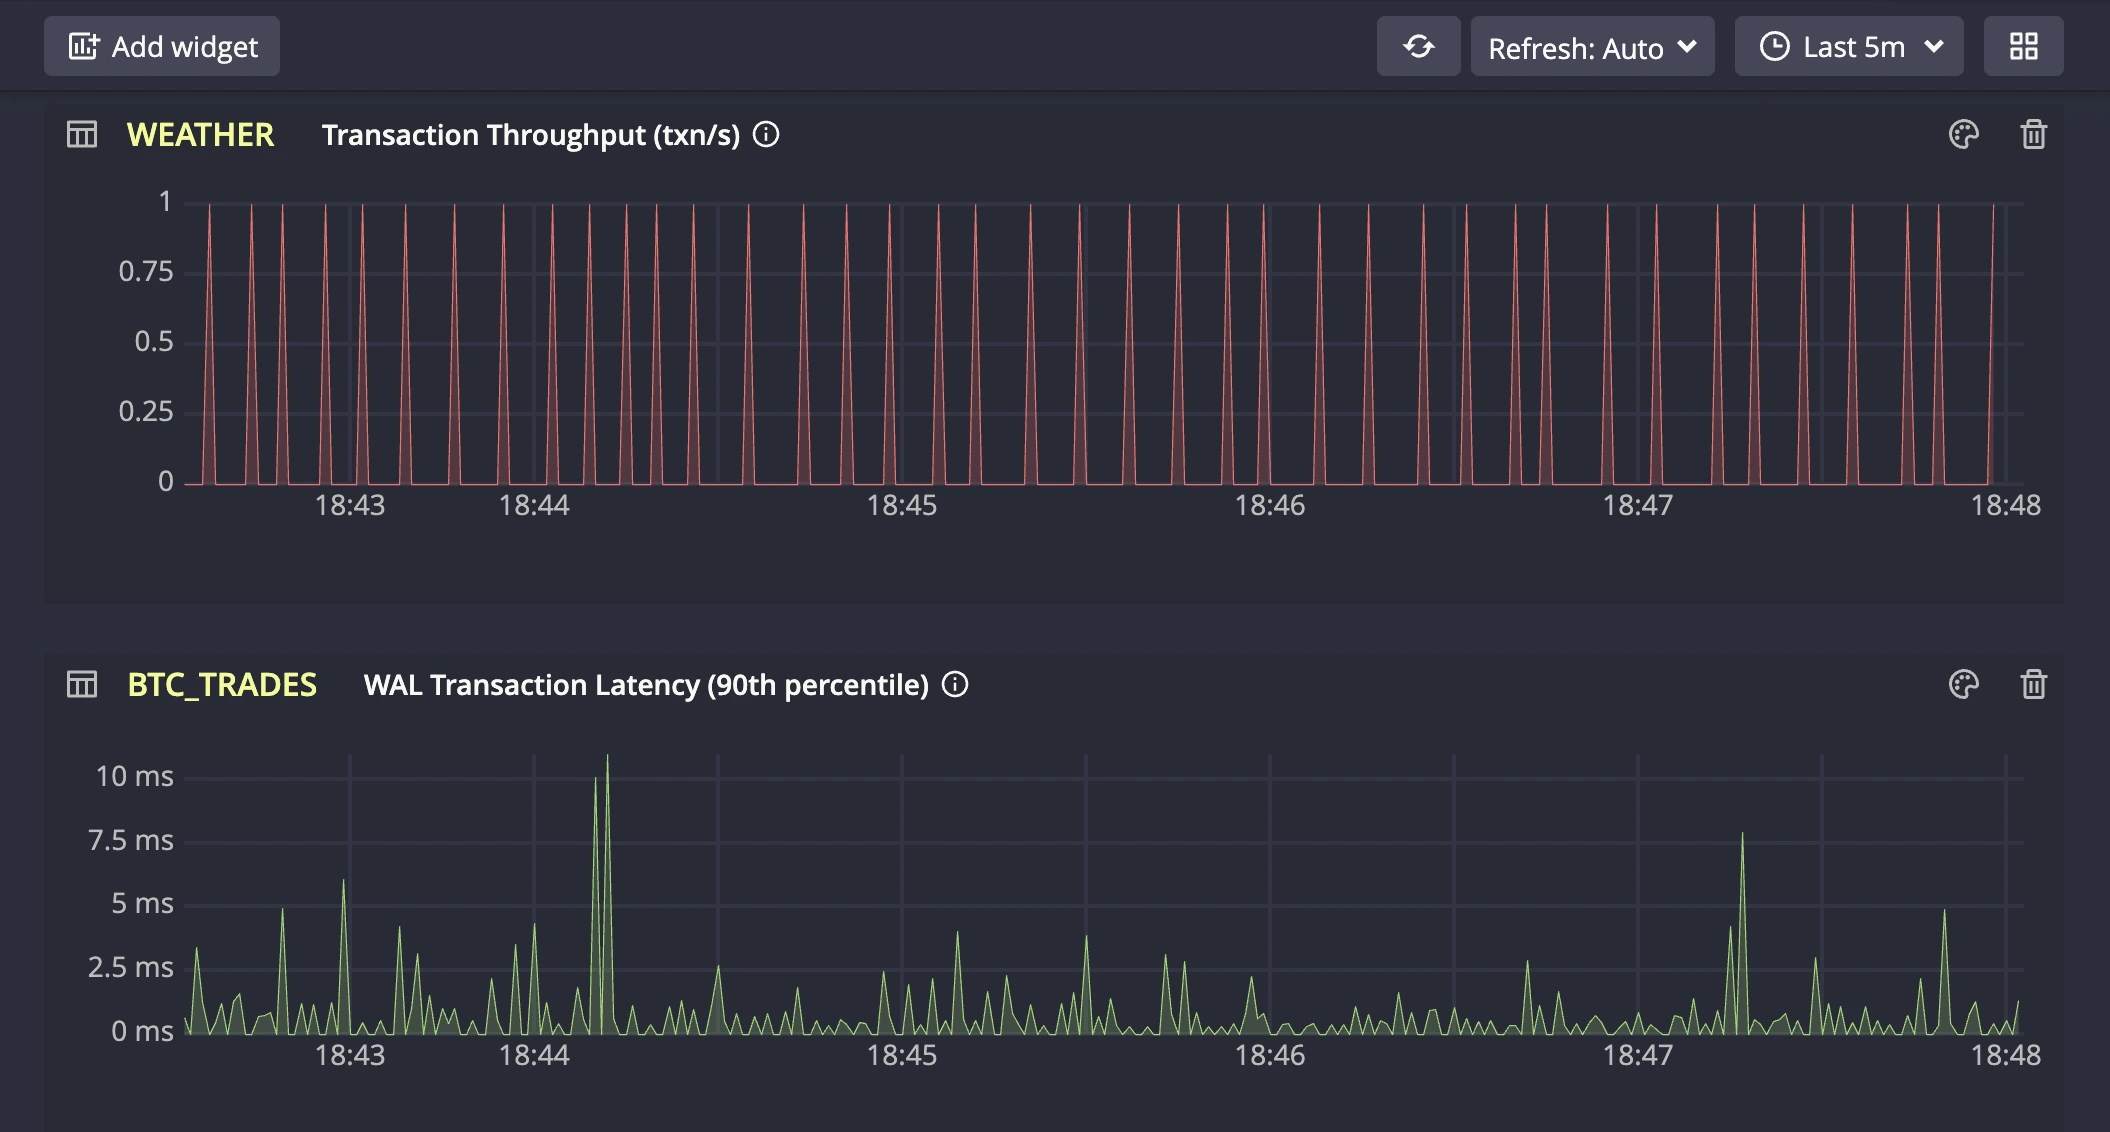 Add widget
Refresh: Auto
Last 5m
WEATHER Transaction Throughput (txn/s)
1
0.75
0.5
0.25
0
18:43 18:44 18:45 18:46 18:47 18:48
BTC_TRADES WAL Transaction Latency (90th percentile)
10 ms
7.5 ms
5 ms
2.5 ms
0 ms
18:43 18:44 18:45 18:46 18:47 18:48